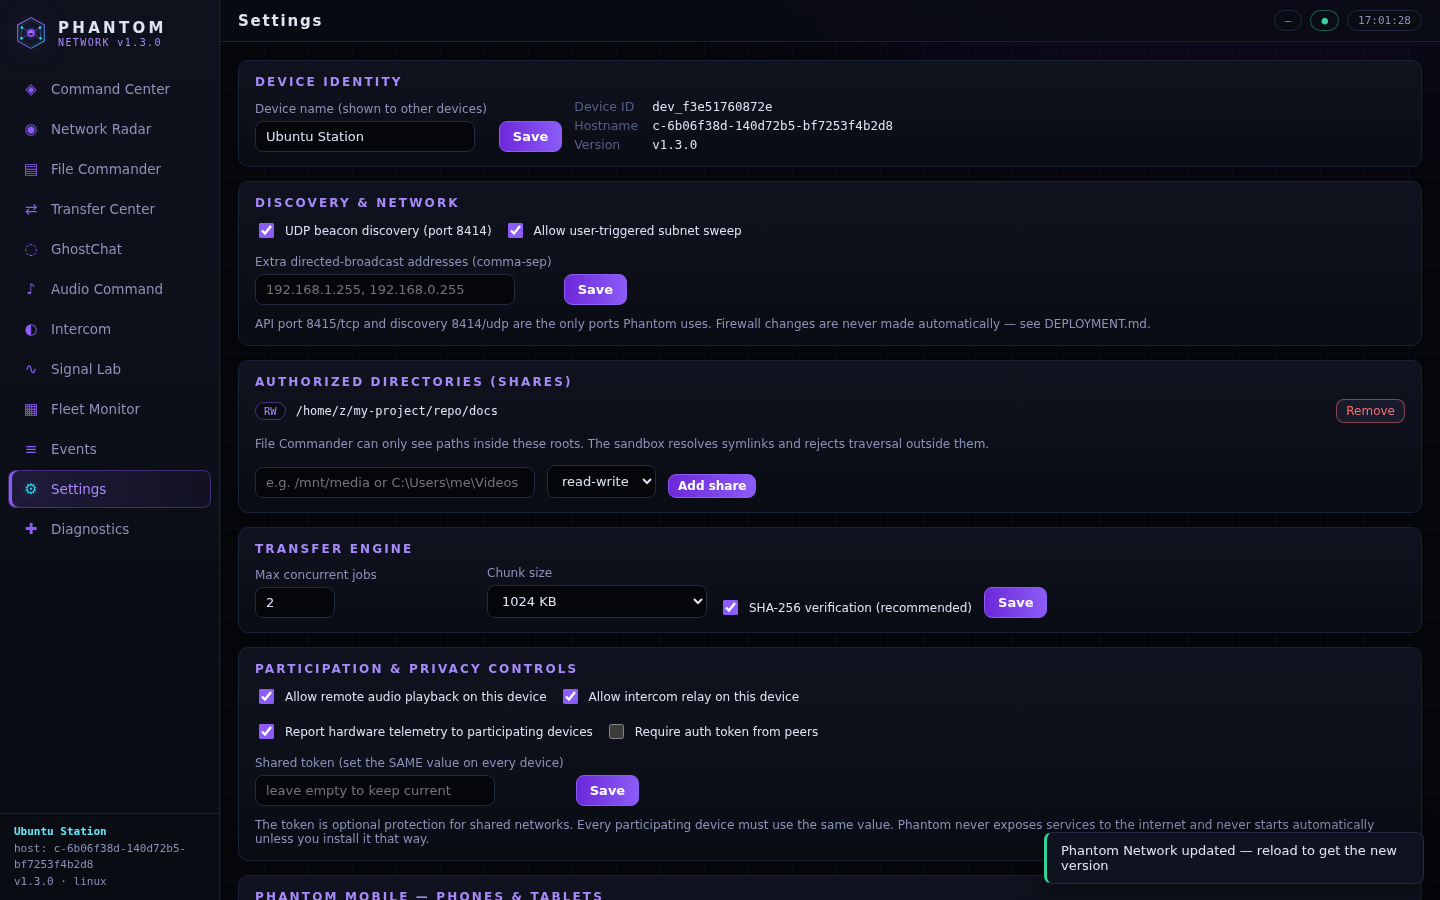 PHANTOM
NETWORK v1.3.0
Command Center
Network Radar
File Commander
Transfer Center
GhostChat
Audio Command
Intercom
Signal Lab
Fleet Monitor
Events
Settings
Diagnostics
Ubuntu Station
host: c-6b06f38d-140d72b5-
bf7253f4b2d8
v1.3.0 · linux
Settings
—
17:01:28
DEVICE IDENTITY
Device name (shown to other devices)
Ubuntu Station
Save
Device ID dev_f3e51760872e
Hostname c-6b06f38d-140d72b5-bf7253f4b2d8
Version v1.3.0
DISCOVERY & NETWORK
UDP beacon discovery (port 8414) Allow user-triggered subnet sweep
Extra directed-broadcast addresses (comma-sep)
192.168.1.255, 192.168.0.255 Save
API port 8415/tcp and discovery 8414/udp are the only ports Phantom uses. Firewall changes are never made automatically — see DEPLOYMENT.md.
AUTHORIZED DIRECTORIES (SHARES)
RW /home/z/my-project/repo/docs Remove
File Commander can only see paths inside these roots. The sandbox resolves symlinks and rejects traversal outside them.
e.g. /mnt/media or C:\Users\me\Videos read-write Add share
TRANSFER ENGINE
Max concurrent jobs Chunk size
2 1024 KB SHA-256 verification (recommended) Save
PARTICIPATION & PRIVACY CONTROLS
Allow remote audio playback on this device Allow intercom relay on this device
Report hardware telemetry to participating devices Require auth token from peers
Shared token (set the SAME value on every device)
leave empty to keep current Save
The token is optional protection for shared networks. Every participating device must use the same value. Phantom never exposes services to the internet and never starts automatically
unless you install it that way.
PHANTOM MOBILE — PHONES & TABLETS
Phantom Network updated — reload to get the new
version